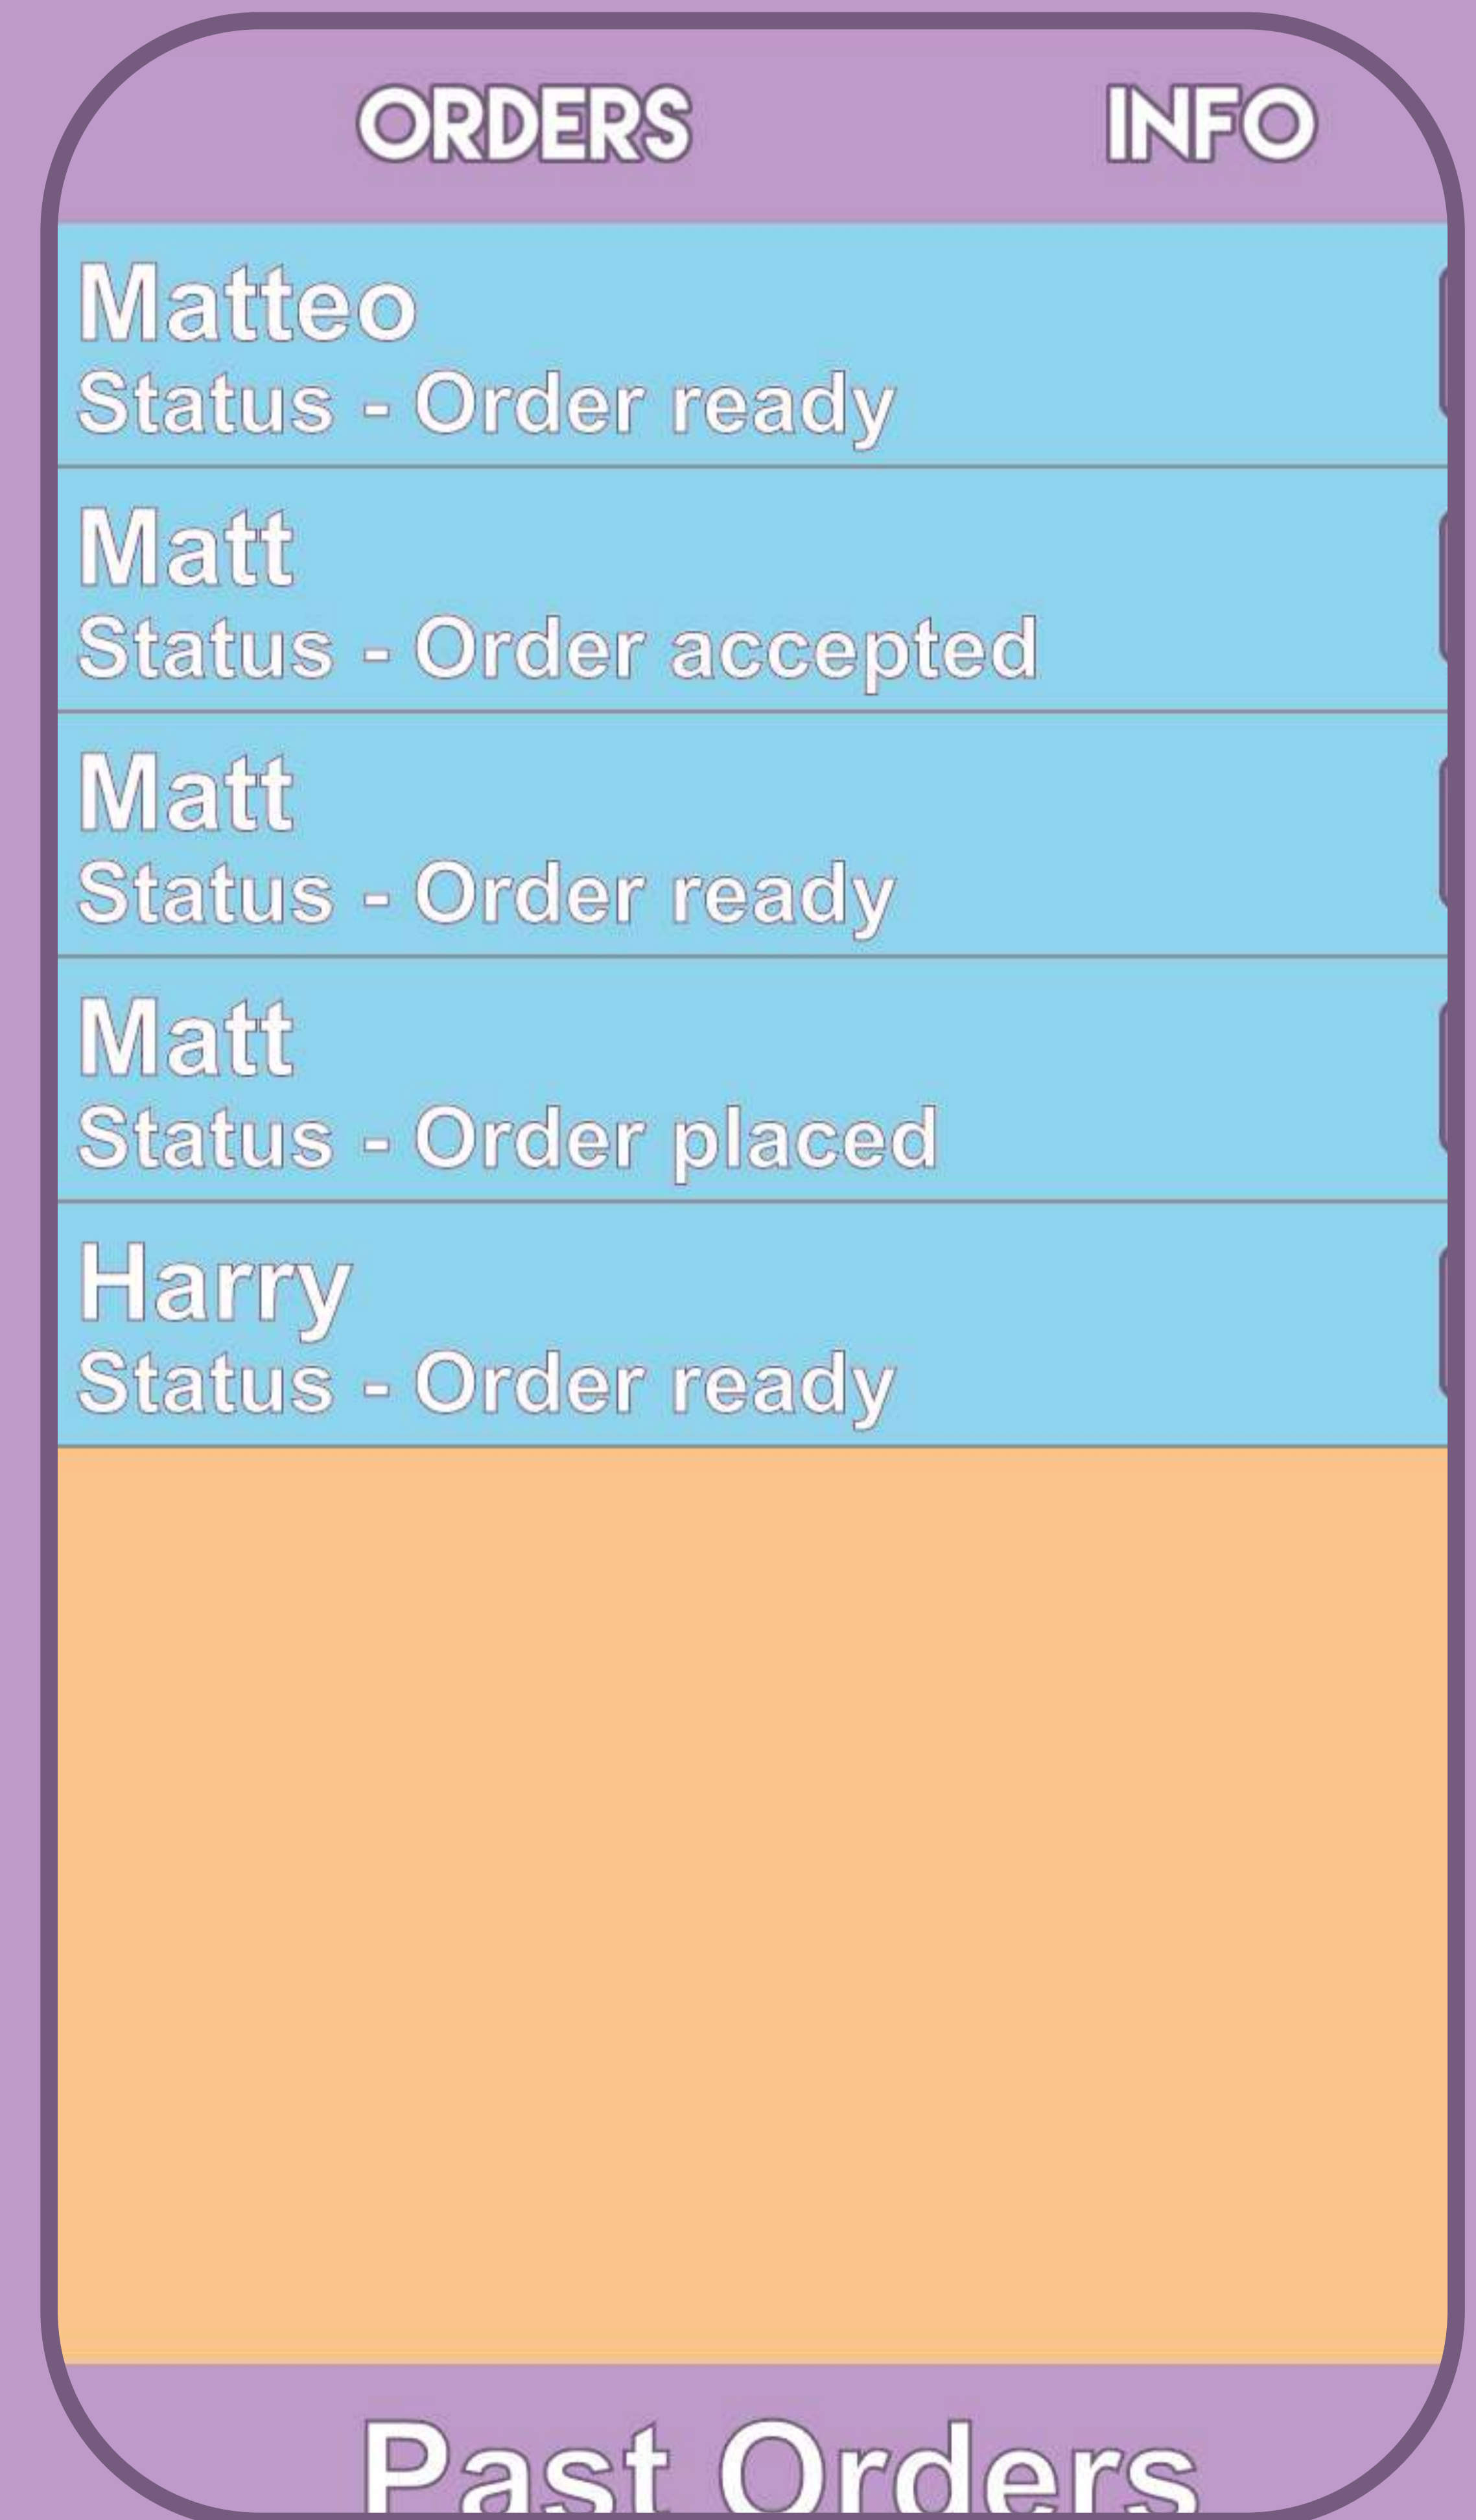 ORDERS INFO
Matteo
Status - Order ready
Matt
Status - Order accepted
Matt
Status - Order ready
Matt
Status - Order placed
Harry
Status - Order ready
Past Orders